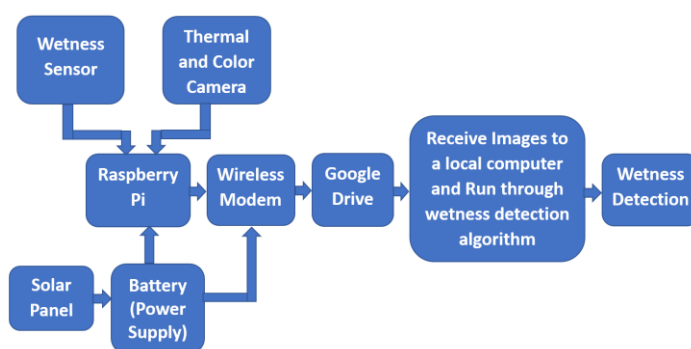 Wetness
Sensor
Thermal
and Color
Camera
Raspberry
Pi
Wireless
Modem
Google
Drive
Receive Images to
a local computer
and Run through
wetness detection
algorithm
Wetness
Detection
Solar
Panel
Battery
(Power
Supply)